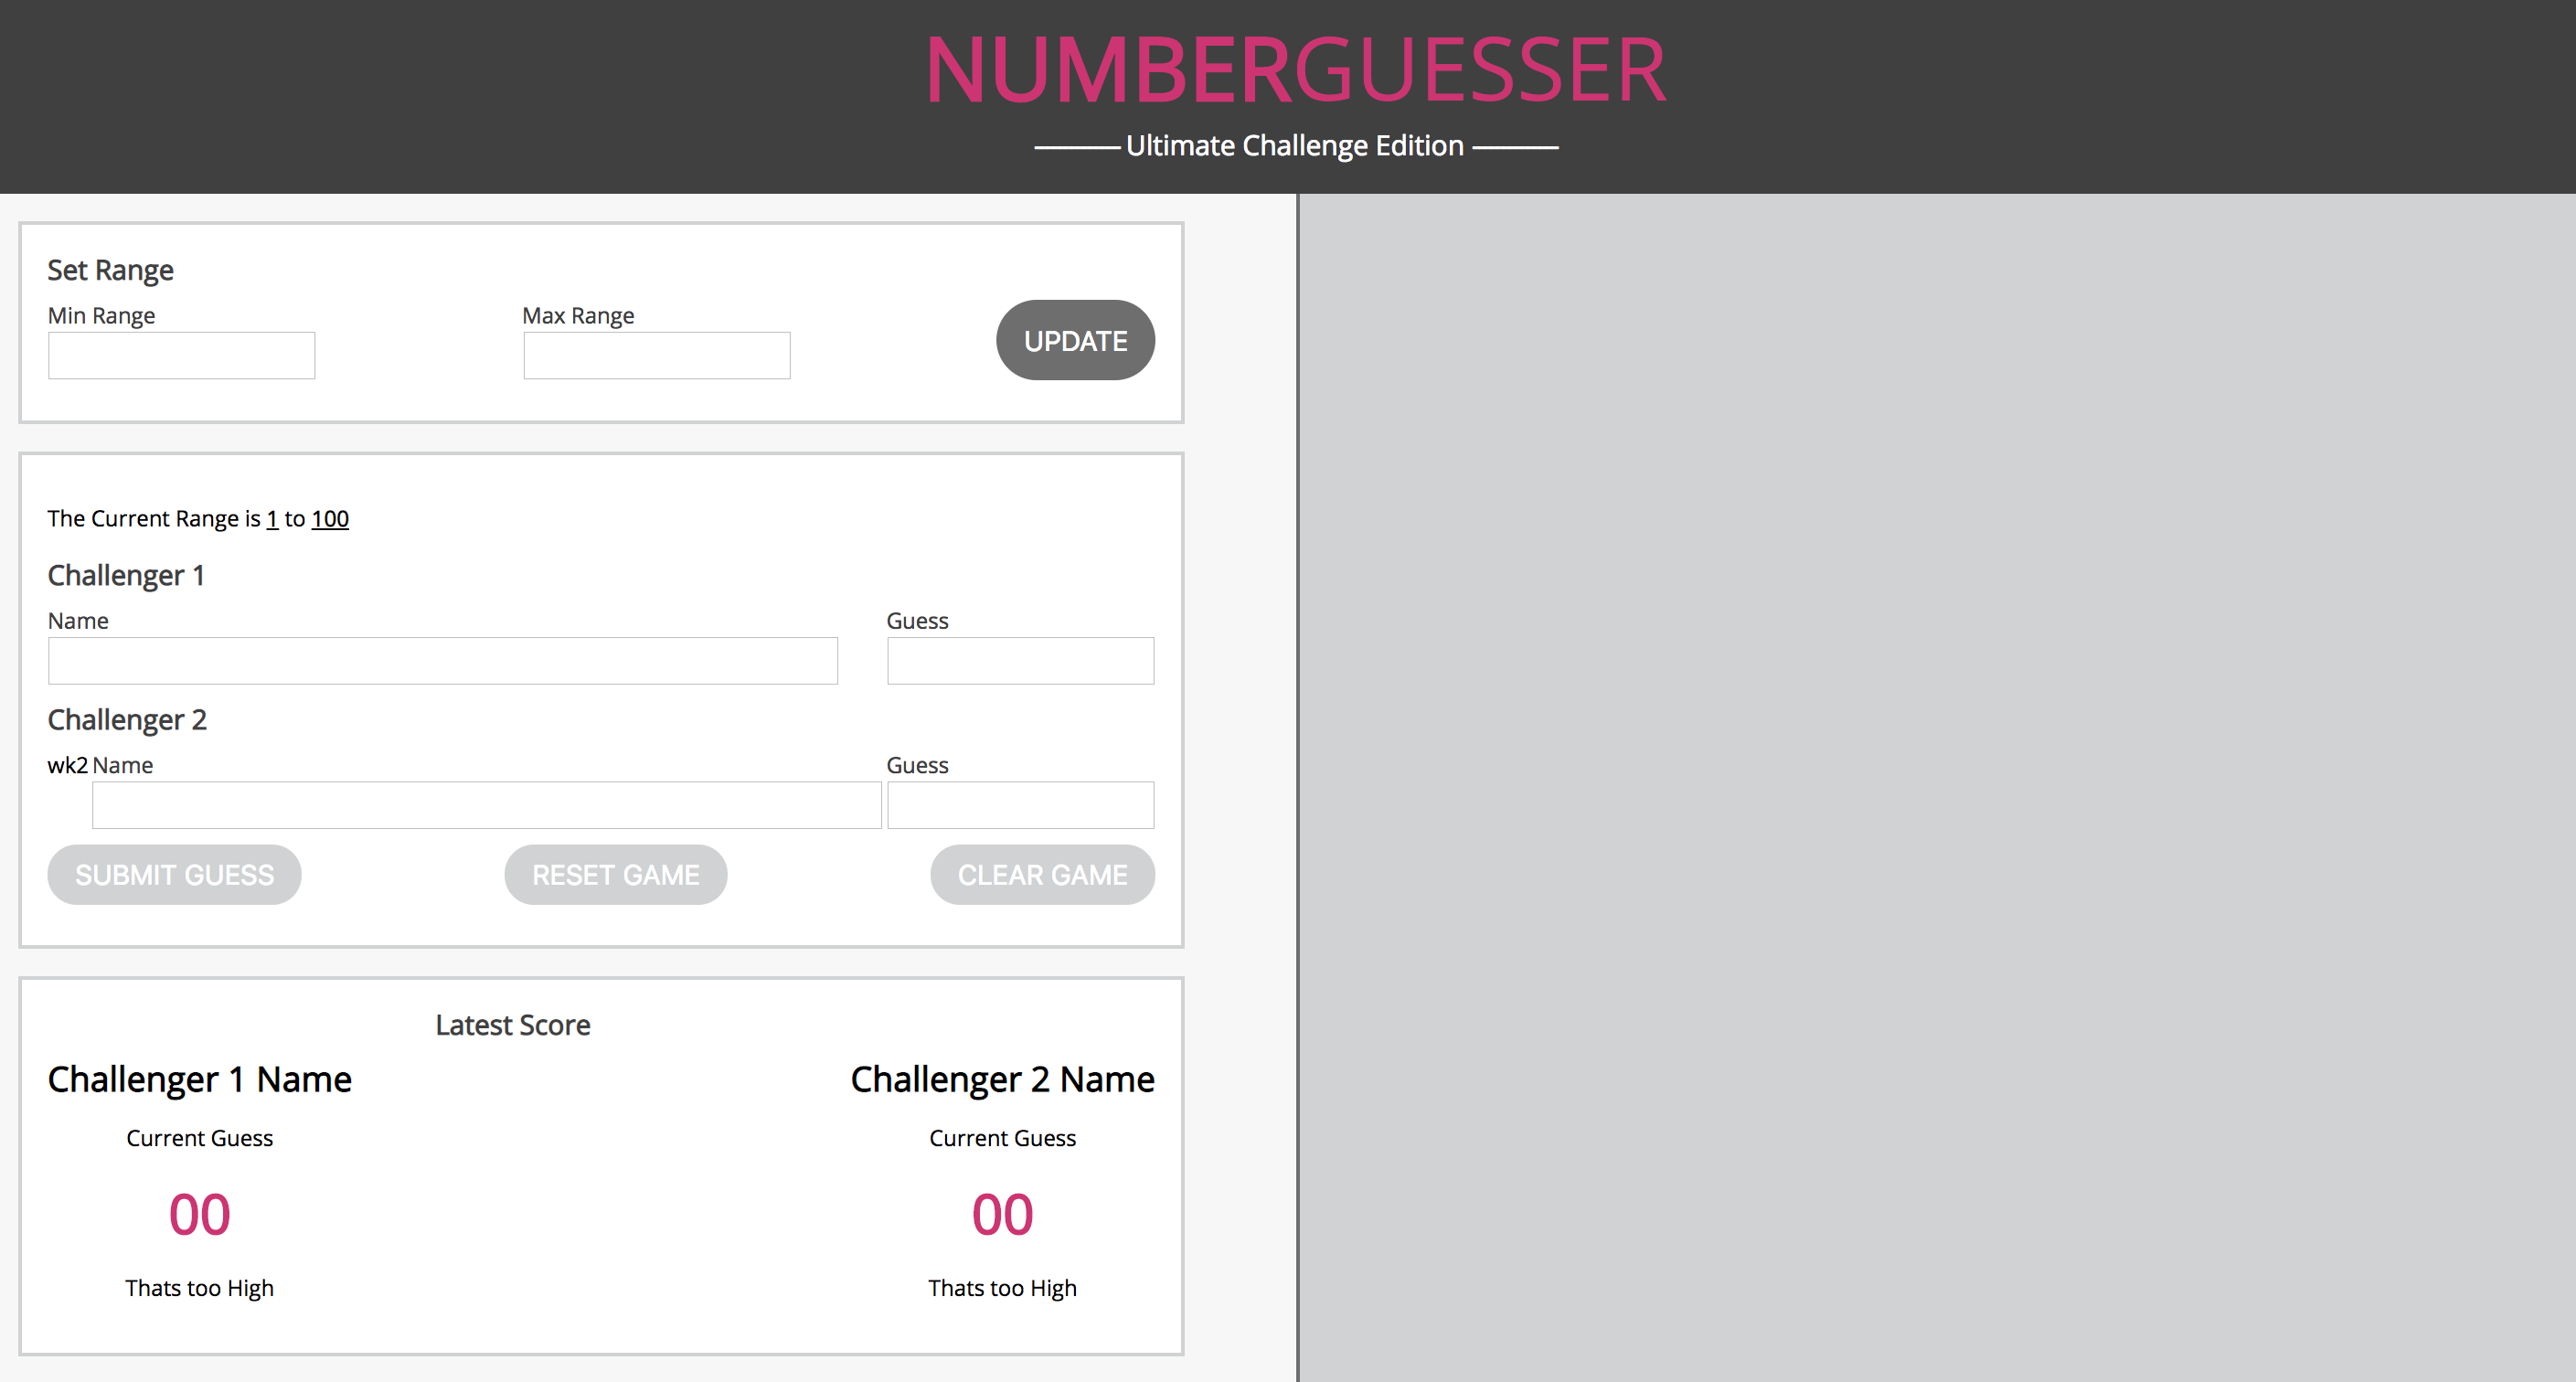 NUMBERGUESSER
Ultimate Challenge Edition
Set Range
Min Range Max Range
UPDATE
The Current Range is 1 to 100
Challenger 1
Name Guess
Challenger 2
wk2 Name Guess
SUBMIT GUESS RESET GAME CLEAR GAME
Latest Score
Challenger 1 Name Challenger 2 Name
Current Guess Current Guess
00 00
Thats too High Thats too High